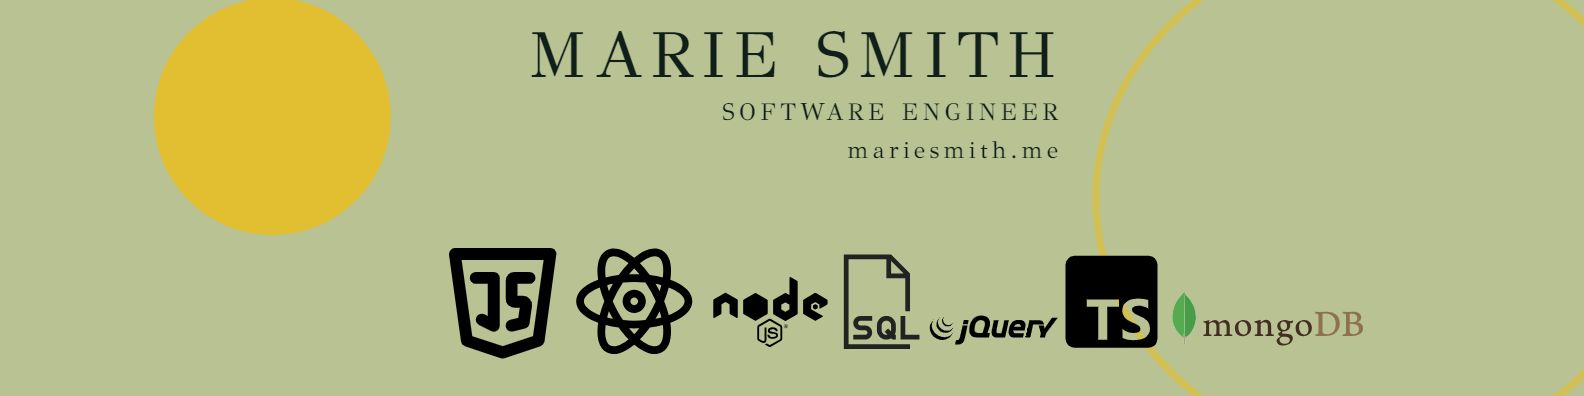 MARIE SMITH
SOFTWARE ENGINEER
mariesmith.me
JS
node
JS
SQL
jQuery
TS
mongoDB